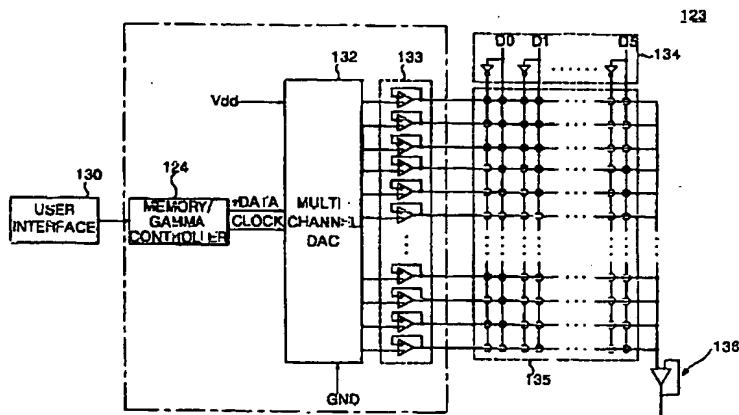 123
D0 D1 D5
134
132
133
Vdd
130
124
USER
INTERFACE
MEMORY/
GAMMA
CONTROLLER
DATA
CLOCK
MULTI
CHANNEL
DAC
GND
135
136